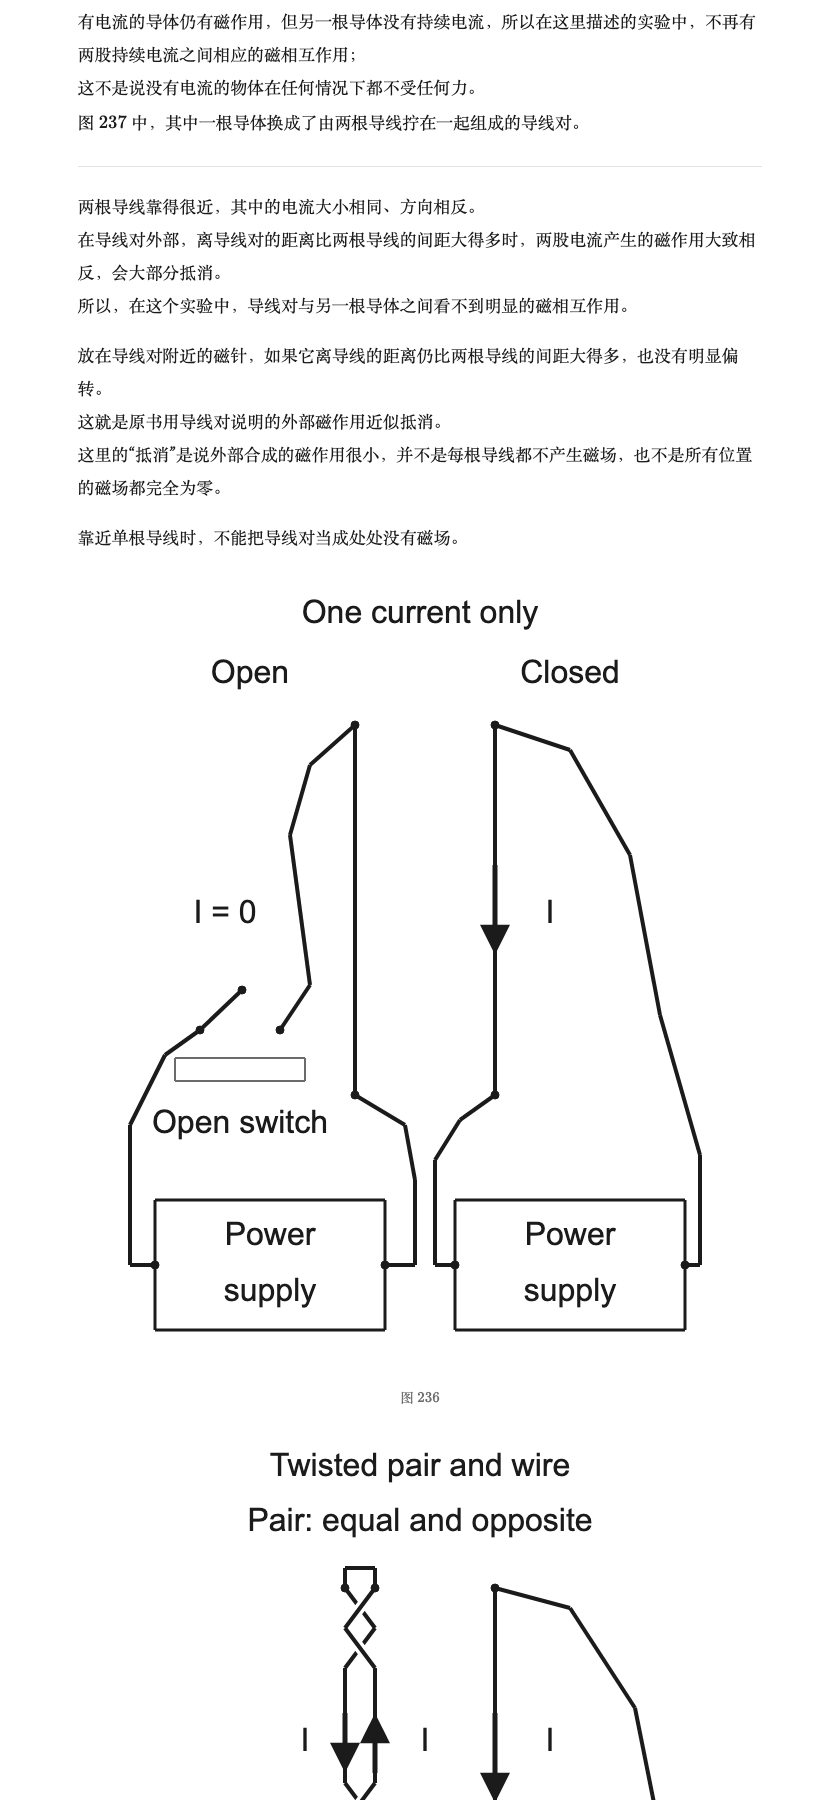 有电流的导体仍有磁作用，但另一根导体没有持续电流，所以在这里描述的实验中，不再有
两股持续电流之间相应的磁相互作用；
这不是说没有电流的物体在任何情况下都不受任何力。
图 237 中，其中一根导体换成了由两根导线拧在一起组成的导线对。
两根导线靠得很近，其中的电流大小相同、方向相反。
在导线对外部，离导线对的距离比两根导线的间距大得多时，两股电流产生的磁作用大致相
反，会大部分抵消。
所以，在这个实验中，导线对与另一根导体之间看不到明显的磁相互作用。
放在导线对附近的磁针，如果它离导线的距离仍比两根导线的间距大得多，也没有明显偏
转。
这就是原书用导线对说明的外部磁作用近似抵消。
这里的“抵消”是说外部合成的磁作用很小，并不是每根导线都不产生磁场，也不是所有位置
的磁场都完全为零。
靠近单根导线时，不能把导线对当成处处没有磁场。
One current only
Open
Closed
I = 0
I
Open switch
Power
supply
Power
supply
图 236
Twisted pair and wire
Pair: equal and opposite
I
I
I